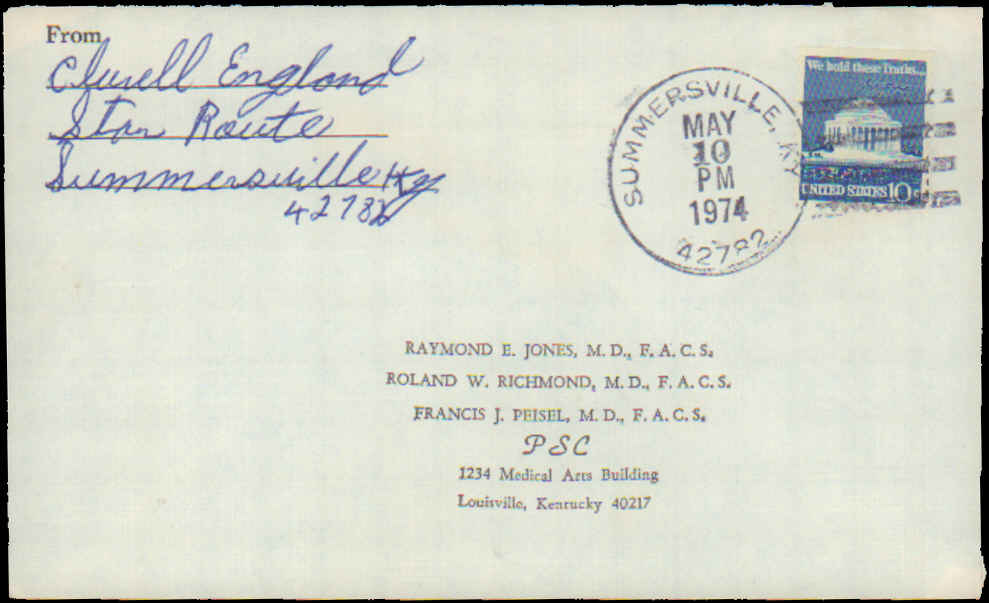 From
England
Star Route
Summersville Ky
42782
SUMMERSVILLE, KY
MAY
10
PM
1974
42782
We hold these Truths...
UNITED STATES 10c
RAYMOND E. JONES, M. D., F. A. C. S.
ROLAND W. RICHMOND, M. D., F. A. C. S.
FRANCIS J. PEISEL, M. D., F. A. C. S.
PSC
1234 Medical Arts Building
Louisville, Kentucky 40217